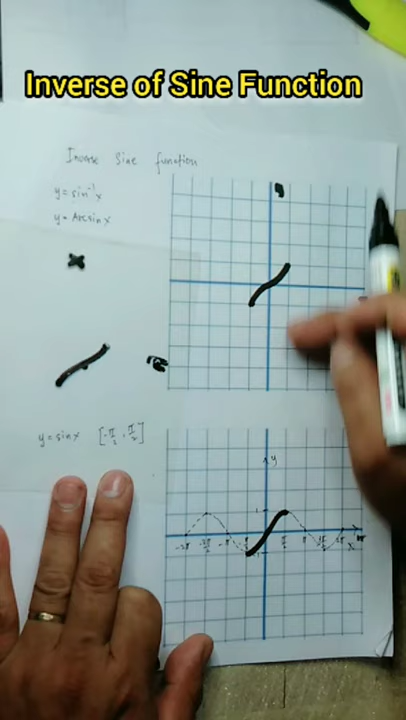 Inverse of Sine Function
Inverse Sine function
y = sin⁻¹x
y = Arcsin x
y = sin x [-π/2, π/2]
y
x